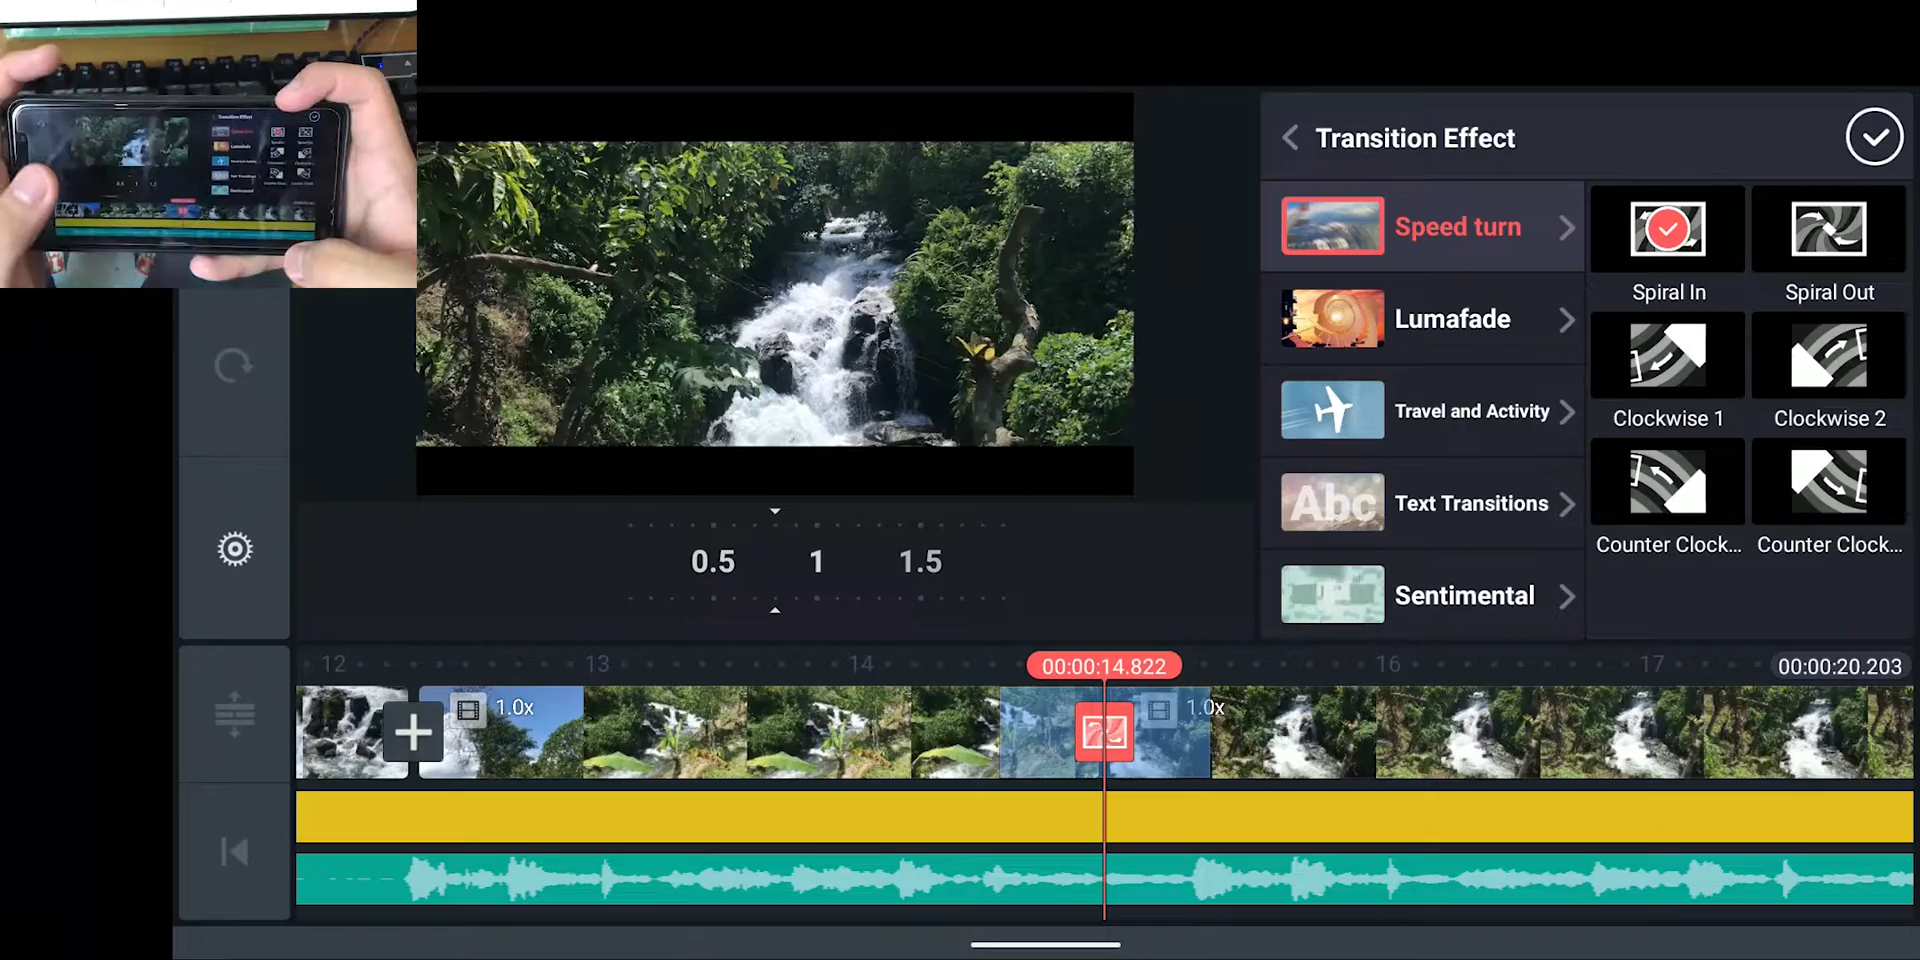 Transition Effect
Speed turn
Lumafade
Travel and Activity
Abc
Text Transitions
Sentimental
Spiral In
Spiral Out
Clockwise 1
Clockwise 2
Counter Clock...
Counter Clock...
0.5
1
1.5
12
13
14
00:00:14.822
16
17
00:00:20.203
1.0x
1.0x